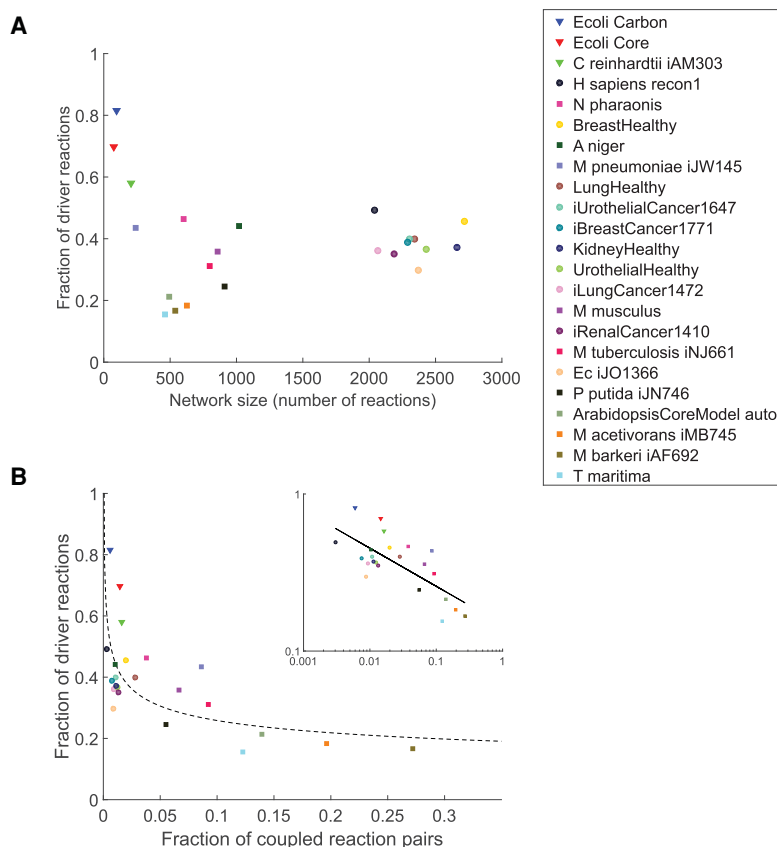 A
Fraction of driver reactions
1
0.8
0.6
0.4
0.2
0
0 500 1000 1500 2000 2500 3000
Network size (number of reactions)
Ecoli Carbon
Ecoli Core
C reinhardtii iAM303
H sapiens recon1
N pharaonis
BreastHealthy
A niger
M pneumoniae iJW145
LungHealthy
iUrothelialCancer1647
iBreastCancer1771
KidneyHealthy
UrothelialHealthy
iLungCancer1472
M musculus
iRenalCancer1410
M tuberculosis iNJ661
Ec iJO1366
P putida iJN746
ArabidopsisCoreModel auto
M acetivorans iMB745
M barkeri iAF692
T maritima
B
Fraction of driver reactions
1
0.8
0.6
0.4
0.2
0
0 0.05 0.1 0.15 0.2 0.25 0.3
Fraction of coupled reaction pairs
1
0.1
0.001 0.01 0.1 1